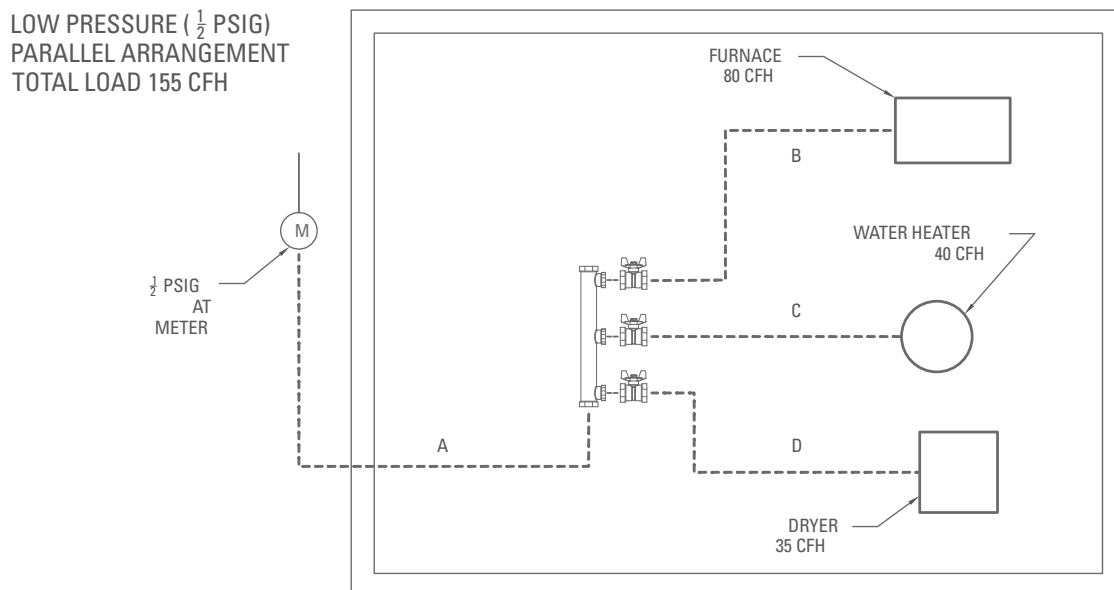 LOW PRESSURE ( 1/2 PSIG)
PARALLEL ARRANGEMENT
TOTAL LOAD 155 CFH
FURNACE
80 CFH
B
M
WATER HEATER
40 CFH
1/2 PSIG
AT
METER
C
A
D
DRYER
35 CFH